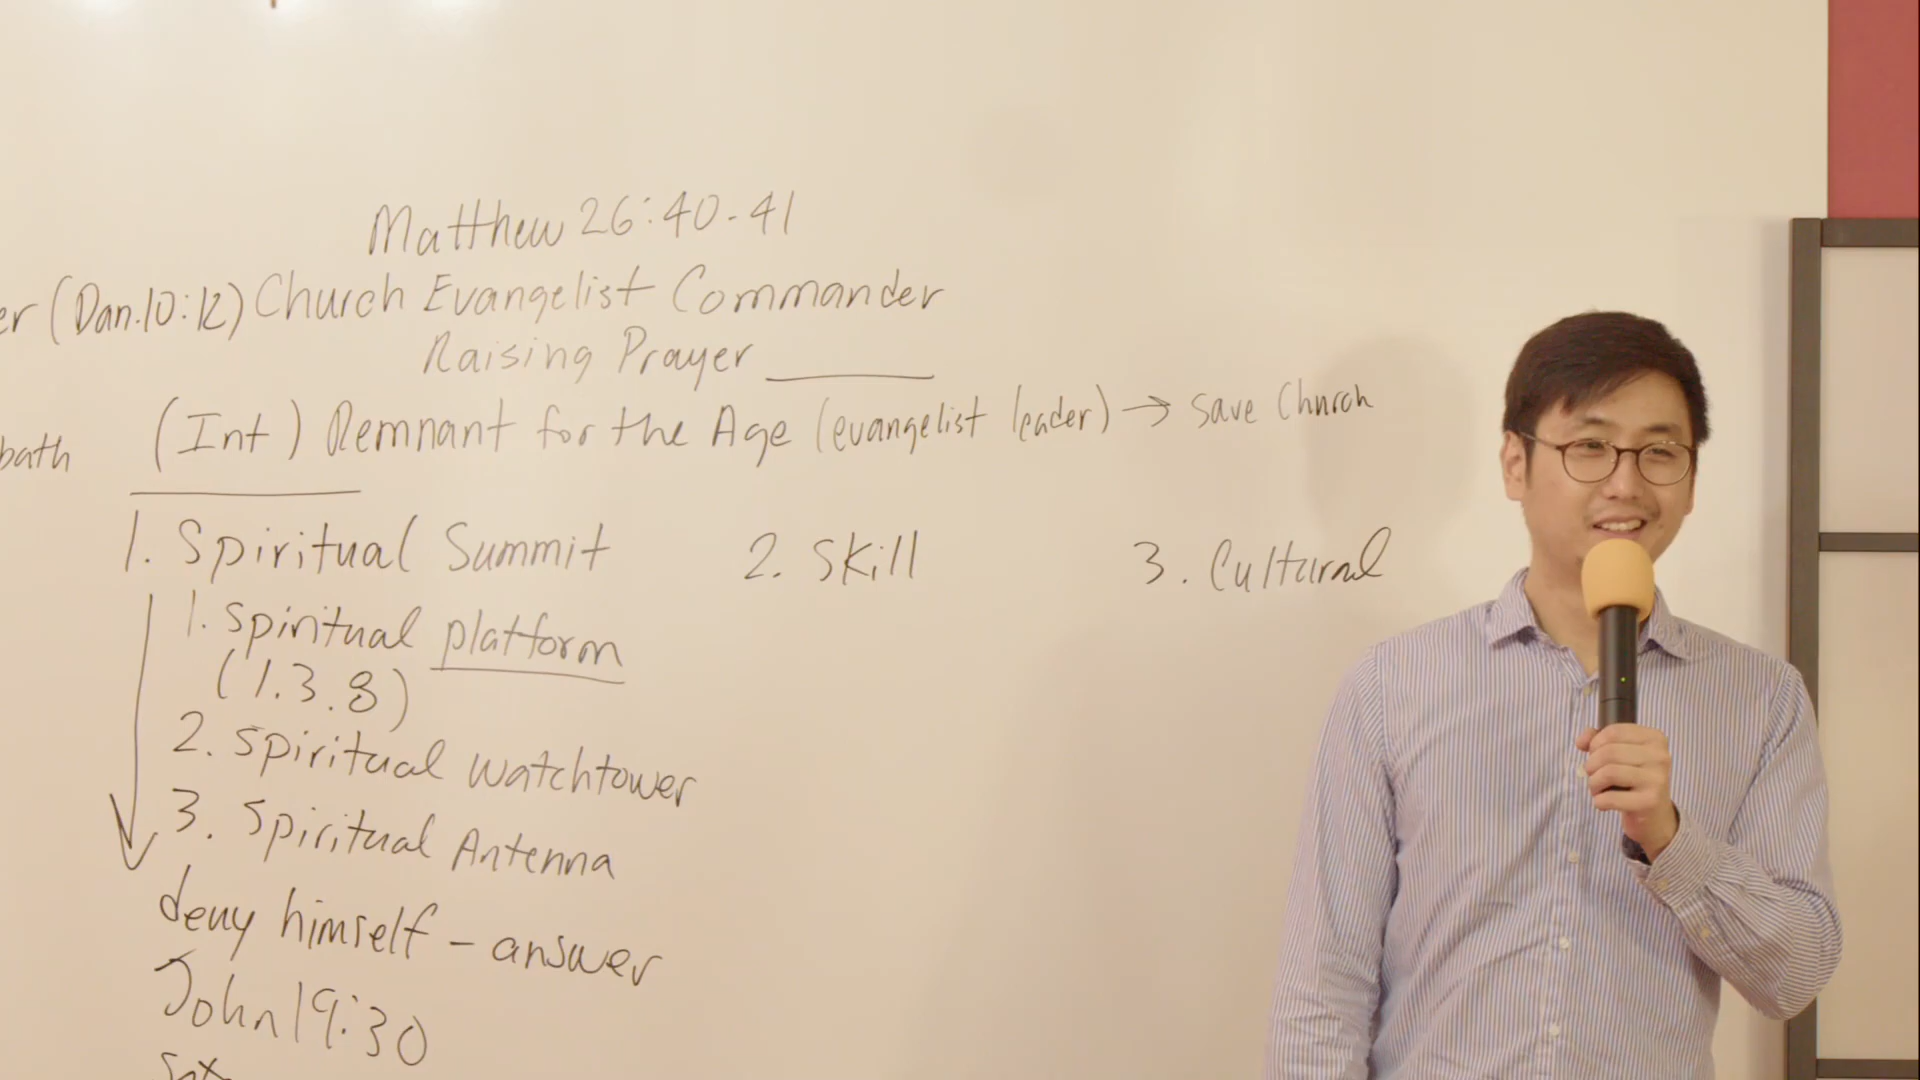 Matthew 26:40-41
er (Dan.10:12) Church Evangelist Commander
Raising Prayer
bath (Int) Remnant for the Age (evangelist leader) → save Church
1. Spiritual Summit 2. Skill 3. Cultural
1. spiritual platform
(1.3.8)
2. spiritual watchtower
3. Spiritual Antenna
deny himself - answer
John 19:30